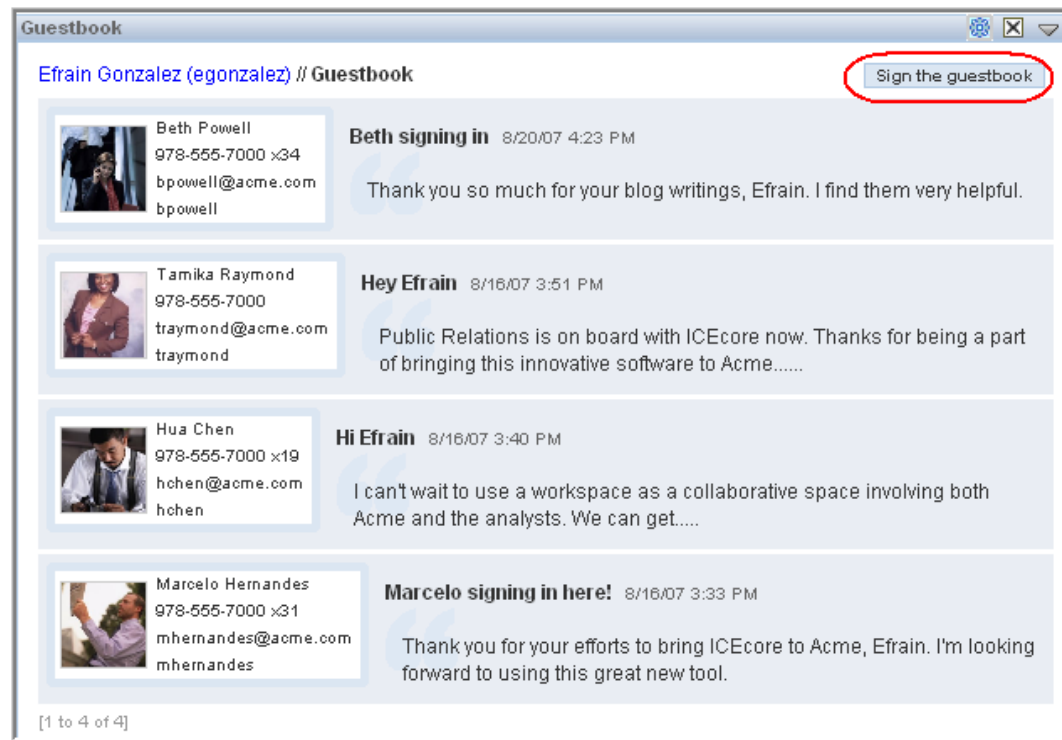 Guestbook
Efrain Gonzalez (egonzalez) // Guestbook
Sign the guestbook
Beth Powell
978-555-7000 x34
bpowell@acme.com
bpowell
Beth signing in 8/20/07 4:23 PM
Thank you so much for your blog writings, Efrain. I find them very helpful.
Tamika Raymond
978-555-7000
traymond@acme.com
traymond
Hey Efrain 8/16/07 3:51 PM
Public Relations is on board with ICEcore now. Thanks for being a part
of bringing this innovative software to Acme......
Hua Chen
978-555-7000 x19
hchen@acme.com
hchen
Hi Efrain 8/16/07 3:40 PM
I can't wait to use a workspace as a collaborative space involving both
Acme and the analysts. We can get.....
Marcelo Hernandes
978-555-7000 x31
mhernandes@acme.com
mhernandes
Marcelo signing in here! 8/16/07 3:33 PM
Thank you for your efforts to bring ICEcore to Acme, Efrain. I'm looking
forward to using this great new tool.
[1 to 4 of 4]